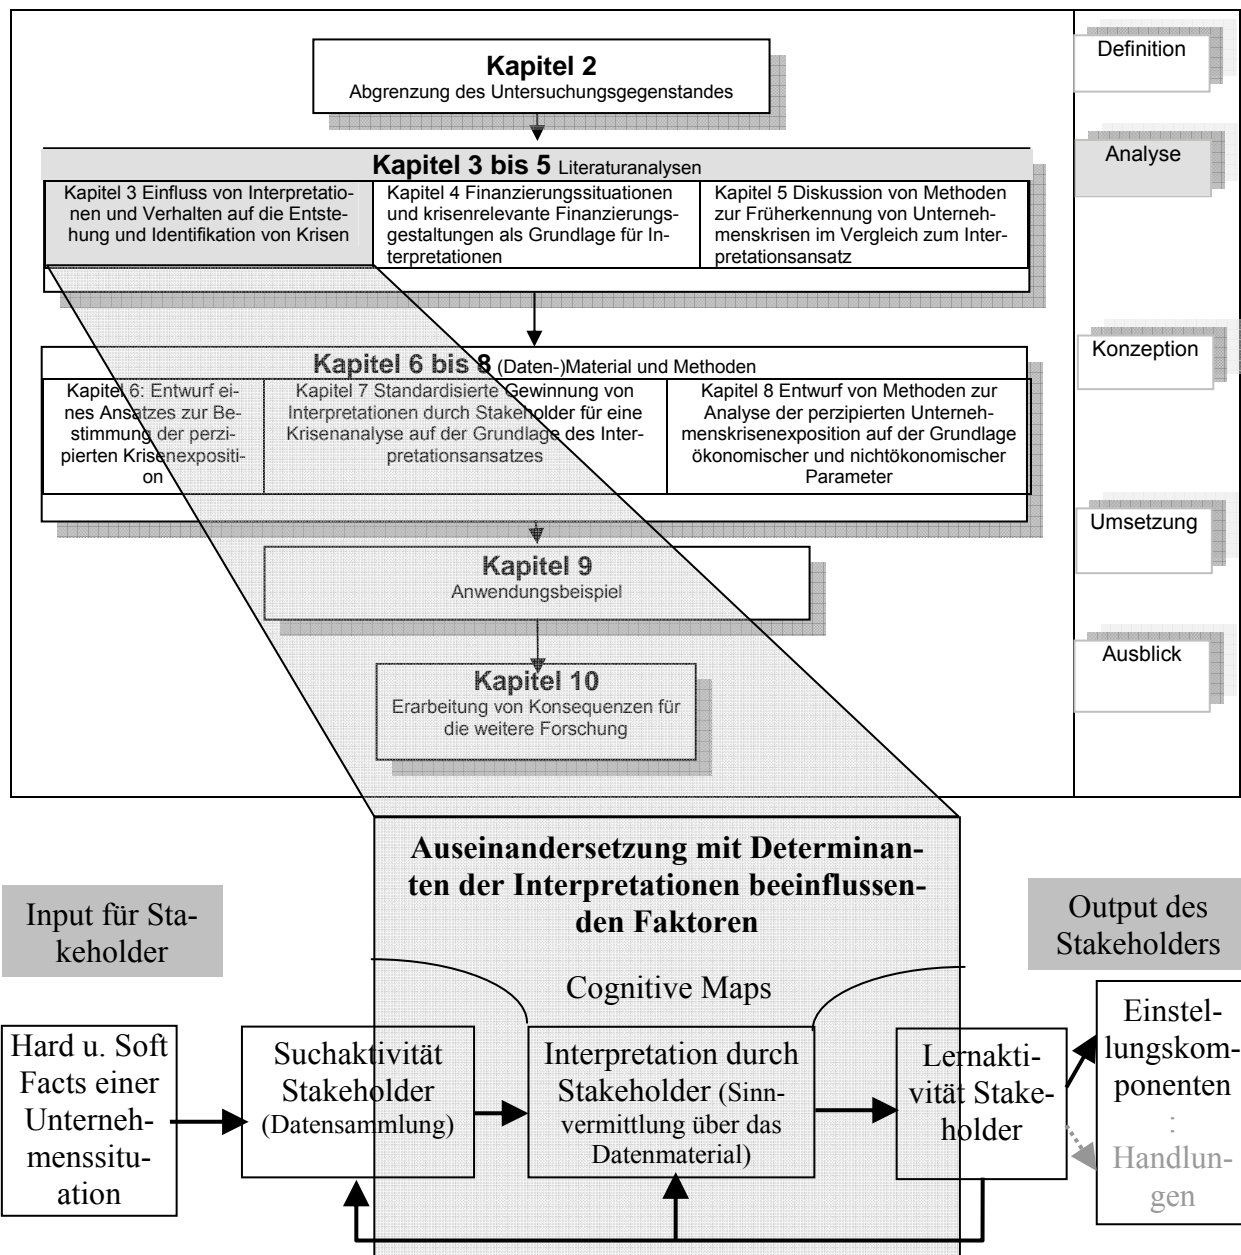 Kapitel 2
Abgrenzung des Untersuchungsgegenstandes
Definition
Kapitel 3 bis 5 Literaturanalysen
Analyse
Kapitel 3 Einfluss von Interpretatio-
nen und Verhalten auf die Entste-
hung und Identifikation von Krisen
Kapitel 4 Finanzierungssituationen
und krisenrelevante Finanzierungs-
gestaltungen als Grundlage für In-
terpretationen
Kapitel 5 Diskussion von Methoden
zur Früherkennung von Unterneh-
menskrisen im Vergleich zum Inter-
pretationsansatz
Konzeption
Kapitel 6 bis 8 (Daten-)Material und Methoden
Kapitel 6: Entwurf ei-
nes Ansatzes zur Be-
stimmung der perzi-
pierten Krisenexpositi-
on
Kapitel 7 Standardisierte Gewinnung von
Interpretationen durch Stakeholder für eine
Krisenanalyse auf der Grundlage des Inter-
pretationsansatzes
Kapitel 8 Entwurf von Methoden zur
Analyse der perzipierten Unterneh-
menskrisenexposition auf der Grundlage
ökonomischer und nichtökonomischer
Parameter
Umsetzung
Kapitel 9
Anwendungsbeispiel
Ausblick
Kapitel 10
Erarbeitung von Konsequenzen für
die weitere Forschung
Auseinandersetzung mit Determinan-
ten der Interpretationen beeinflussen-
den Faktoren
Input für Sta-
keholder
Output des
Stakeholders
Cognitive Maps
Hard u. Soft
Facts einer
Unterneh-
menssitu-
ation
Suchaktivität
Stakeholder
(Datensammlung)
Interpretation durch
Stakeholder (Sinn-
vermittlung über das
Datenmaterial)
Lernakti-
vität Stake-
holder
Einstel-
lungskom-
ponenten
:
Handlun-
gen